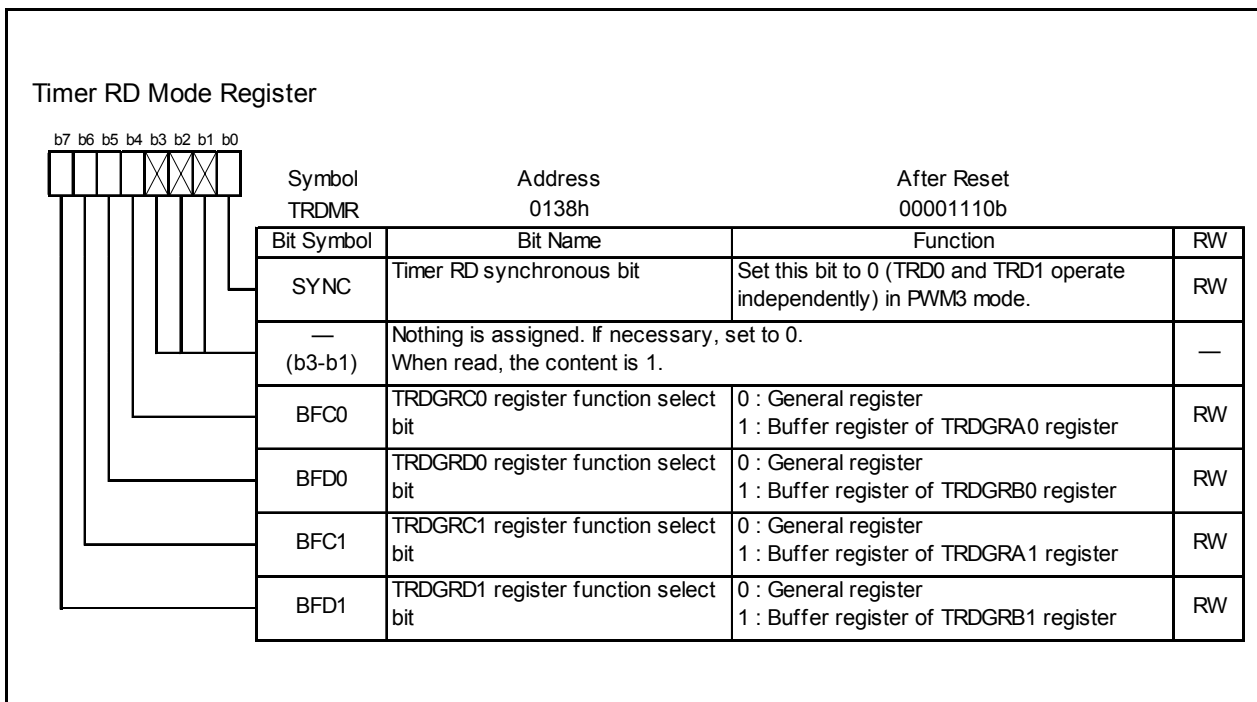 Timer RD Mode Register
b7 b6 b5 b4 b3 b2 b1 b0
Symbol Address After Reset
TRDMR 0138h 00001110b
Bit Symbol Bit Name Function RW
SYNC Timer RD synchronous bit Set this bit to 0 (TRD0 and TRD1 operate independently) in PWM3 mode. RW
— (b3-b1) Nothing is assigned. If necessary, set to 0.
When read, the content is 1. —
BFC0 TRDGRC0 register function select bit 0 : General register
1 : Buffer register of TRDGRA0 register RW
BFD0 TRDGRD0 register function select bit 0 : General register
1 : Buffer register of TRDGRB0 register RW
BFC1 TRDGRC1 register function select bit 0 : General register
1 : Buffer register of TRDGRA1 register RW
BFD1 TRDGRD1 register function select bit 0 : General register
1 : Buffer register of TRDGRB1 register RW